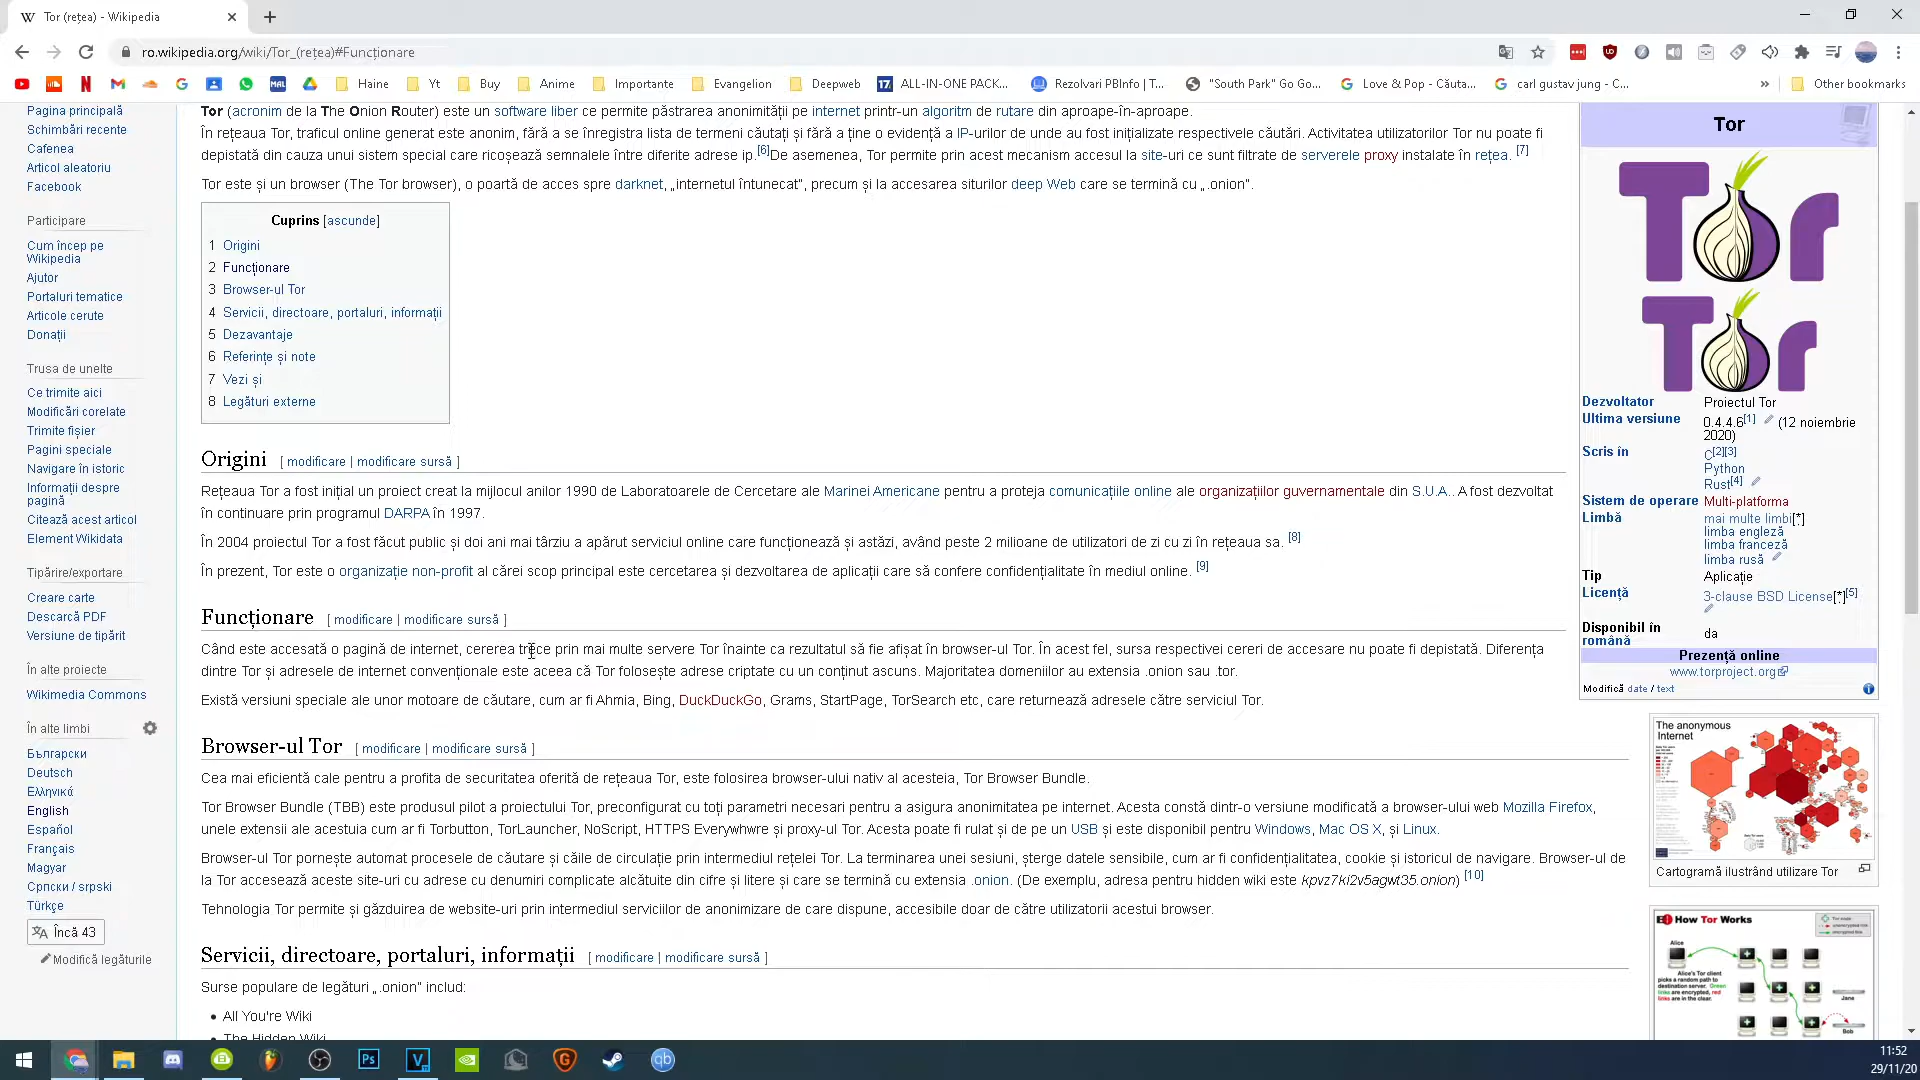 Tor (rețea) - Wikipedia
ro.wikipedia.org/wiki/Tor_(rețea)#Funcționare
Haine
Yt
Buy
Anime
Importante
Evangelion
Deepweb
ALL-IN-ONE PACK...
Rezolvari PBInfo | T...
"South Park" Go Go...
Love & Pop - Căuta...
carl gustav jung - C...
»
Other bookmarks
Pagina principală
Schimbări recente
Cafenea
Articol aleatoriu
Facebook
Participare
Cum încep pe
Wikipedia
Ajutor
Portaluri tematice
Articole cerute
Donații
Trusa de unelte
Ce trimite aici
Modificări corelate
Trimite fișier
Pagini speciale
Navigare în istoric
Informații despre
pagină
Citează acest articol
Element Wikidata
Tipărire/exportare
Creare carte
Descarcă PDF
Versiune de tipărit
În alte proiecte
Wikimedia Commons
În alte limbi
Български
Deutsch
Ελληνικά
English
Español
Français
Magyar
Српски / srpski
Türkçe
Încă 43
Modifică legăturile
Tor (acronim de la The Onion Router) este un software liber ce permite păstrarea anonimității pe internet printr-un algoritm de rutare din aproape-în-aproape.
În rețeaua Tor, traficul online generat este anonim, fără a se înregistra lista de termeni căutați și fără a ține o evidență a IP-urilor de unde au fost inițializate respectivele căutări. Activitatea utilizatorilor Tor nu poate fi
depistată din cauza unui sistem special care ricoșează semnalele între diferite adrese ip.[6]De asemenea, Tor permite prin acest mecanism accesul la site-uri ce sunt filtrate de serverele proxy instalate în rețea. [7]
Tor este și un browser (The Tor browser), o poartă de acces spre darknet, „internetul întunecat”, precum și la accesarea siturilor deep Web care se termină cu „.onion”.
Cuprins [ascunde]
1 Origini
2 Funcționare
3 Browser-ul Tor
4 Servicii, directoare, portaluri, informații
5 Dezavantaje
6 Referințe și note
7 Vezi și
8 Legături externe
Origini [ modificare | modificare sursă ]
Rețeaua Tor a fost inițial un proiect creat la mijlocul anilor 1990 de Laboratoarele de Cercetare ale Marinei Americane pentru a proteja comunicațiile online ale organizațiilor guvernamentale din S.U.A.. A fost dezvoltat
în continuare prin programul DARPA în 1997.
În 2004 proiectul Tor a fost făcut public și doi ani mai târziu a apărut serviciul online care funcționează și astăzi, având peste 2 milioane de utilizatori de zi cu zi în rețeaua sa. [8]
În prezent, Tor este o organizație non-profit al cărei scop principal este cercetarea și dezvoltarea de aplicații care să confere confidențialitate în mediul online. [9]
Funcționare [ modificare | modificare sursă ]
Când este accesată o pagină de internet, cererea trece prin mai multe servere Tor înainte ca rezultatul să fie afișat în browser-ul Tor. În acest fel, sursa respectivei cereri de accesare nu poate fi depistată. Diferența
dintre Tor și adresele de internet convenționale este aceea că Tor folosește adrese criptate cu un conținut ascuns. Majoritatea domeniilor au extensia .onion sau .tor.
Există versiuni speciale ale unor motoare de căutare, cum ar fi Ahmia, Bing, DuckDuckGo, Grams, StartPage, TorSearch etc, care returnează adresele către serviciul Tor.
Browser-ul Tor [ modificare | modificare sursă ]
Cea mai eficientă cale pentru a profita de securitatea oferită de rețeaua Tor, este folosirea browser-ului nativ al acesteia, Tor Browser Bundle.
Tor Browser Bundle (TBB) este produsul pilot a proiectului Tor, preconfigurat cu toți parametri necesari pentru a asigura anonimitatea pe internet. Acesta constă dintr-o versiune modificată a browser-ului web Mozilla Firefox,
unele extensii ale acestuia cum ar fi Torbutton, TorLauncher, NoScript, HTTPS Everywhwre și proxy-ul Tor. Acesta poate fi rulat și de pe un USB și este disponibil pentru Windows, Mac OS X, și Linux.
Browser-ul Tor pornește automat procesele de căutare și căile de circulație prin intermediul rețelei Tor. La terminarea unei sesiuni, șterge datele sensibile, cum ar fi confidențialitatea, cookie și istoricul de navigare. Browser-ul de
la Tor accesează aceste site-uri cu adrese cu denumiri complicate alcătuite din cifre și litere și care se termină cu extensia .onion. (De exemplu, adresa pentru hidden wiki este kpvz7ki2v5agwt35.onion) [10]
Tehnologia Tor permite și găzduirea de website-uri prin intermediul serviciilor de anonimizare de care dispune, accesibile doar de către utilizatorii acestui browser.
Servicii, directoare, portaluri, informații [ modificare | modificare sursă ]
Surse populare de legături „.onion” includ:
• All You're Wiki
• The Hidden Wiki
Tor
Tor
Tor
Dezvoltator Proiectul Tor
Ultima versiune 0.4.4.6[1] (12 noiembrie
2020)
Scris în C[2][3]
Python
Rust[4]
Sistem de operare Multi-platforma
Limbă mai multe limbi[*]
limba engleză
limba franceză
limba rusă
Tip Aplicație
Licență 3-clause BSD License[*][5]
Disponibil în
română da
Prezență online
www.torproject.org
Modifică date / text
The anonymous
Internet
Cartogramă ilustrând utilizare Tor
How Tor Works
Alice
Alice's Tor client
picks a random path to
destination server. Green
links are encrypted, red
links are in the clear.
Jane
Bob
11:52
29/11/20